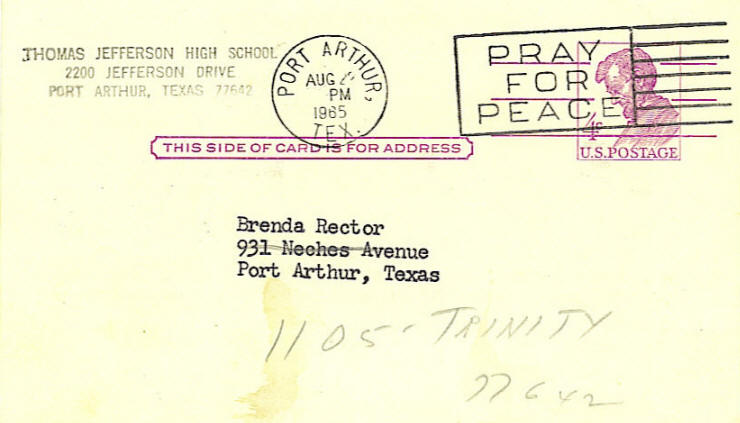 THOMAS JEFFERSON HIGH SCHOOL
2200 JEFFERSON DRIVE
PORT ARTHUR, TEXAS 77642
PORT ARTHUR,
AUG
PM
1965
TEX.
PRAY
FOR
PEACE
4¢
U.S.POSTAGE
THIS SIDE OF CARD IS FOR ADDRESS
Brenda Rector
931 Neches Avenue
Port Arthur, Texas
1105 - TRINITY
77642